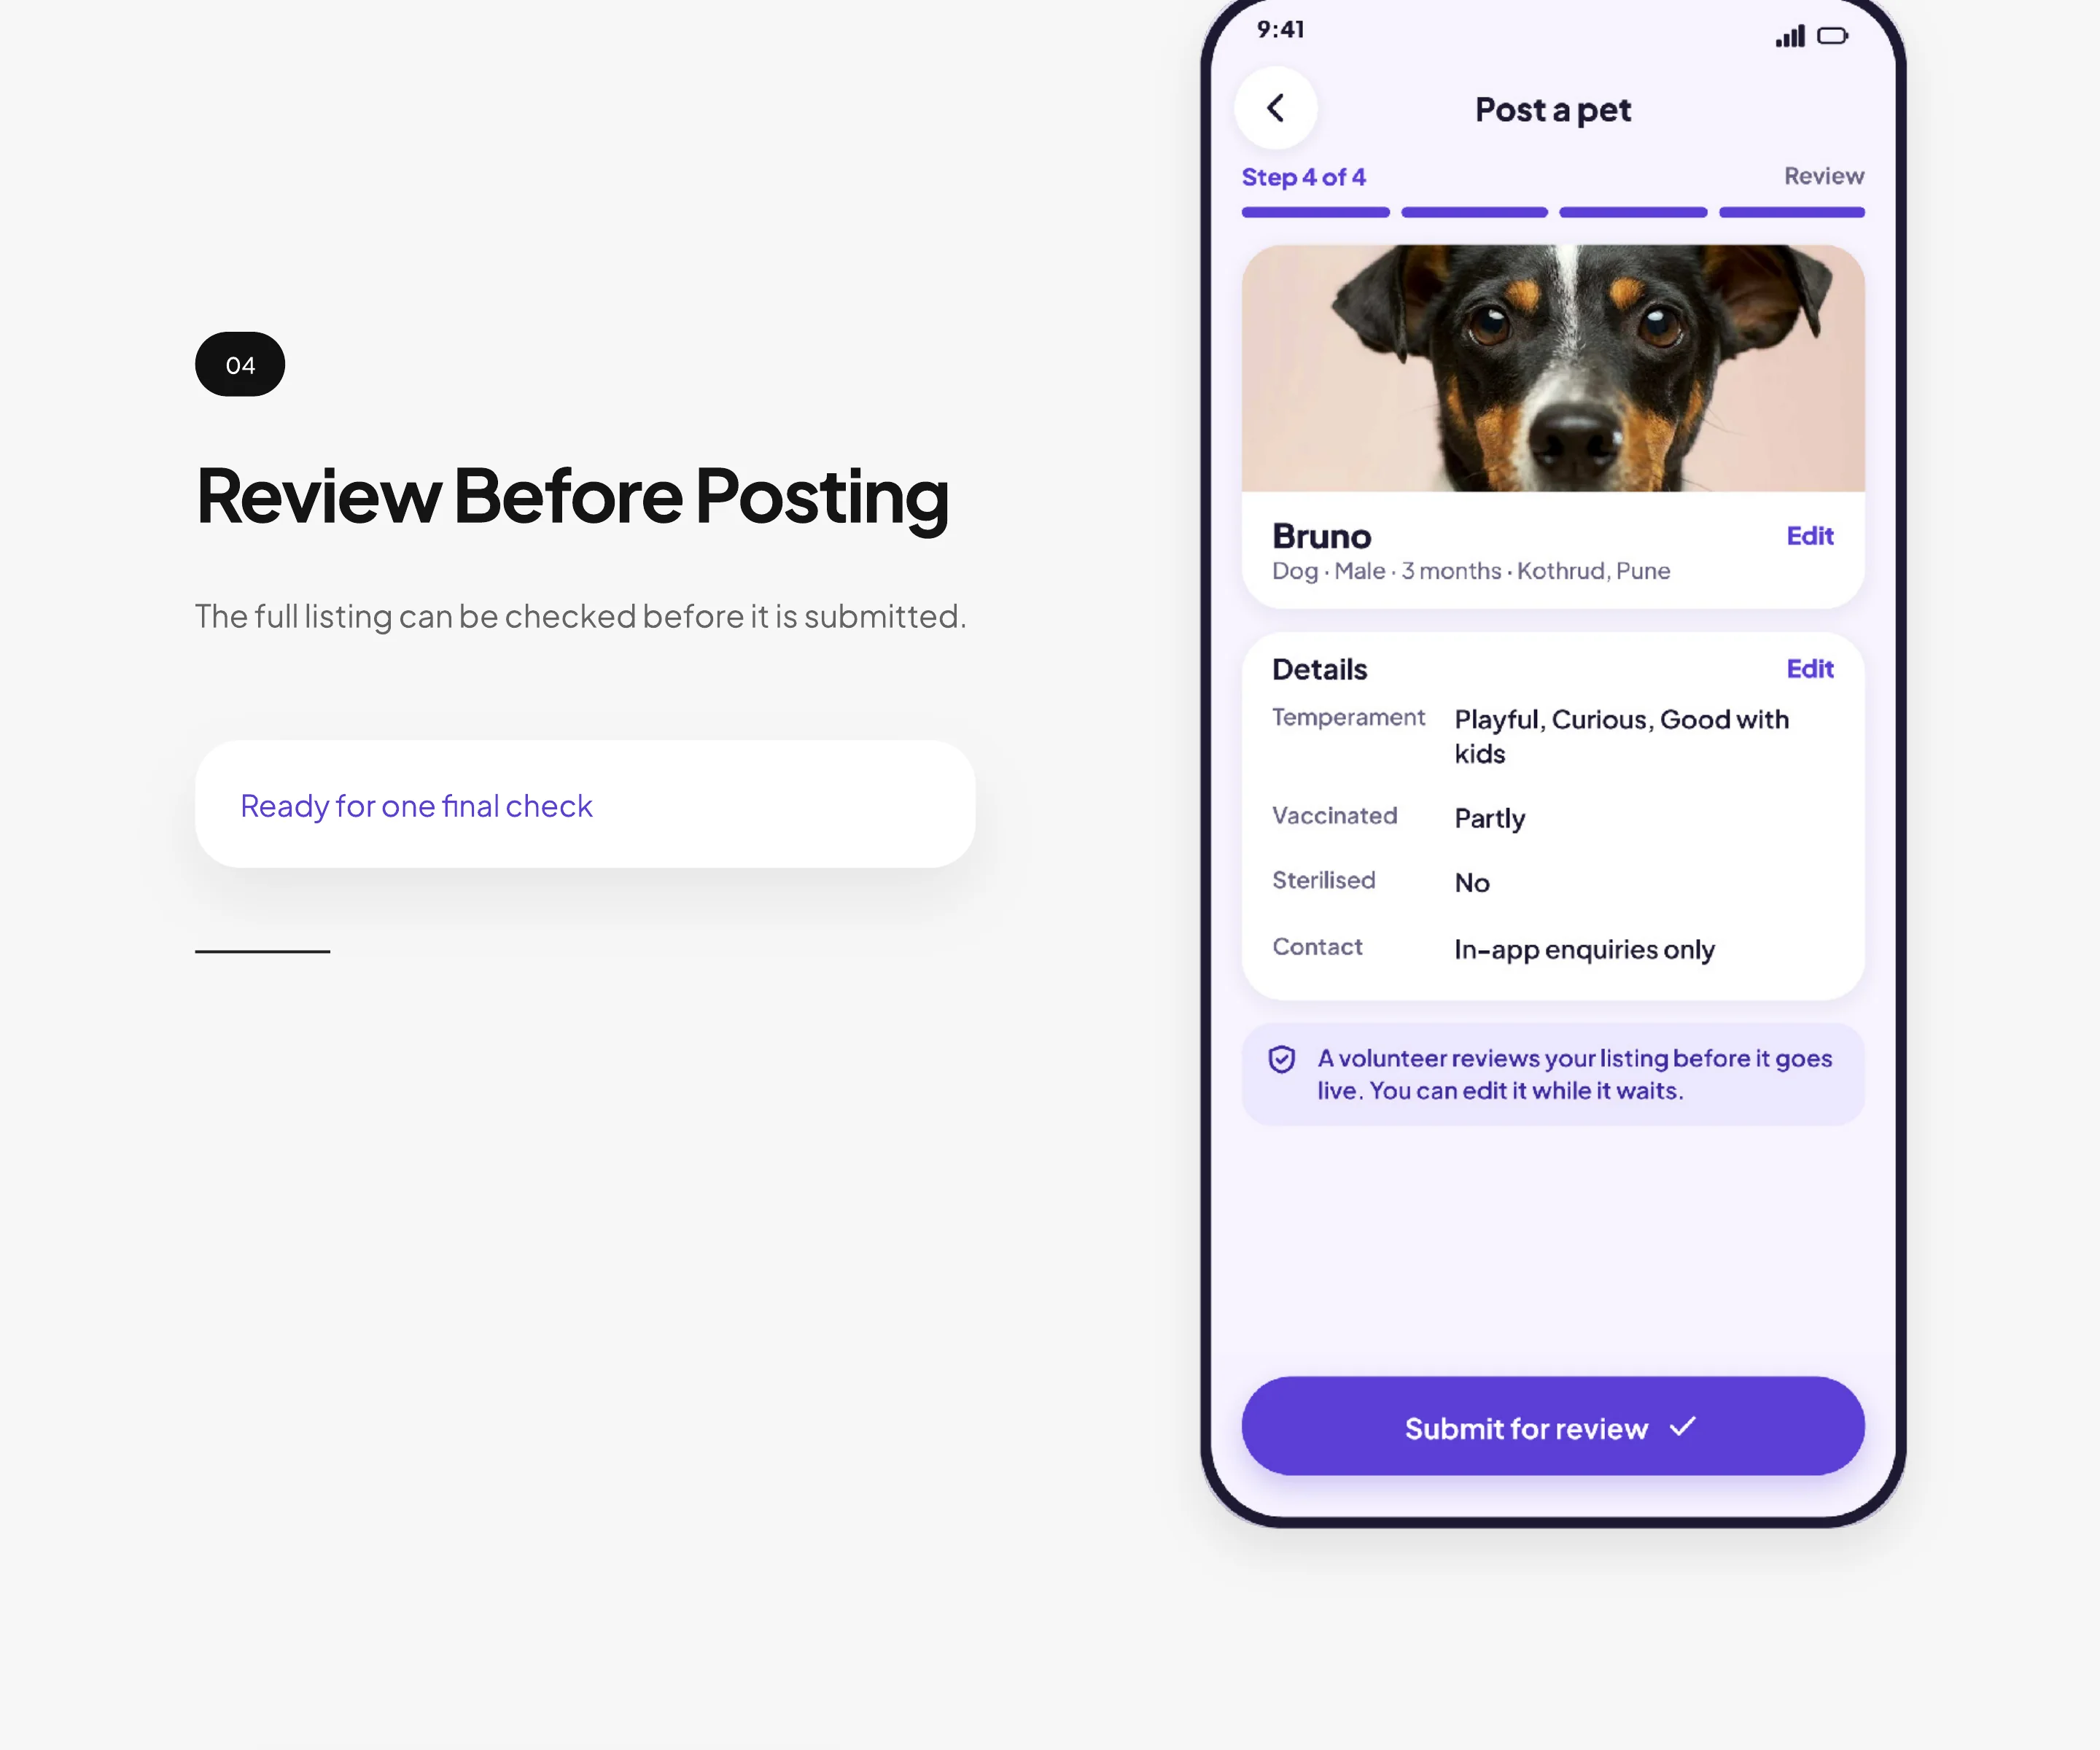 04
Review Before Posting
The full listing can be checked before it is submitted.
Ready for one final check
9:41
Post a pet
Step 4 of 4
Review
Bruno
Edit
Dog · Male · 3 months · Kothrud, Pune
Details
Edit
Temperament
Playful, Curious, Good with
kids
Vaccinated
Partly
Sterilised
No
Contact
In-app enquiries only
A volunteer reviews your listing before it goes
live. You can edit it while it waits.
Submit for review